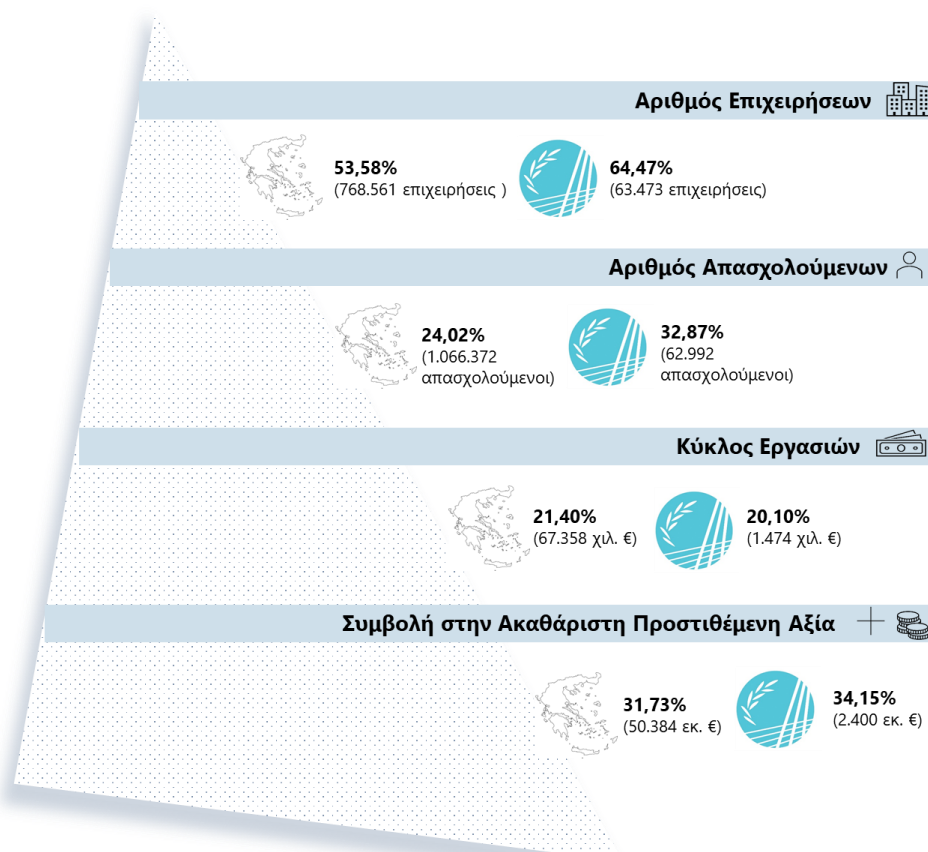 Αριθμός Επιχειρήσεων
53,58%
(768.561 επιχειρήσεις )
64,47%
(63.473 επιχειρήσεις)
Αριθμός Απασχολούμενων
24,02%
(1.066.372
απασχολούμενοι)
32,87%
(62.992
απασχολούμενοι)
Κύκλος Εργασιών
21,40%
(67.358 χιλ. €)
20,10%
(1.474 χιλ. €)
Συμβολή στην Ακαθάριστη Προστιθέμενη Αξία
31,73%
(50.384 εκ. €)
34,15%
(2.400 εκ. €)